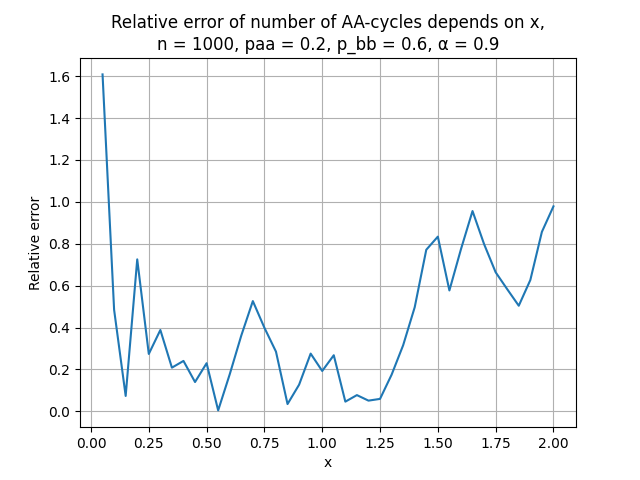 Relative error of number of AA-cycles depends on x,
n = 1000, paa = 0.2, p_bb = 0.6, α = 0.9
1.6
1.4
1.2
1.0
0.8
0.6
0.4
0.2
0.0
Relative error
0.00 0.25 0.50 0.75 1.00 1.25 1.50 1.75 2.00
x